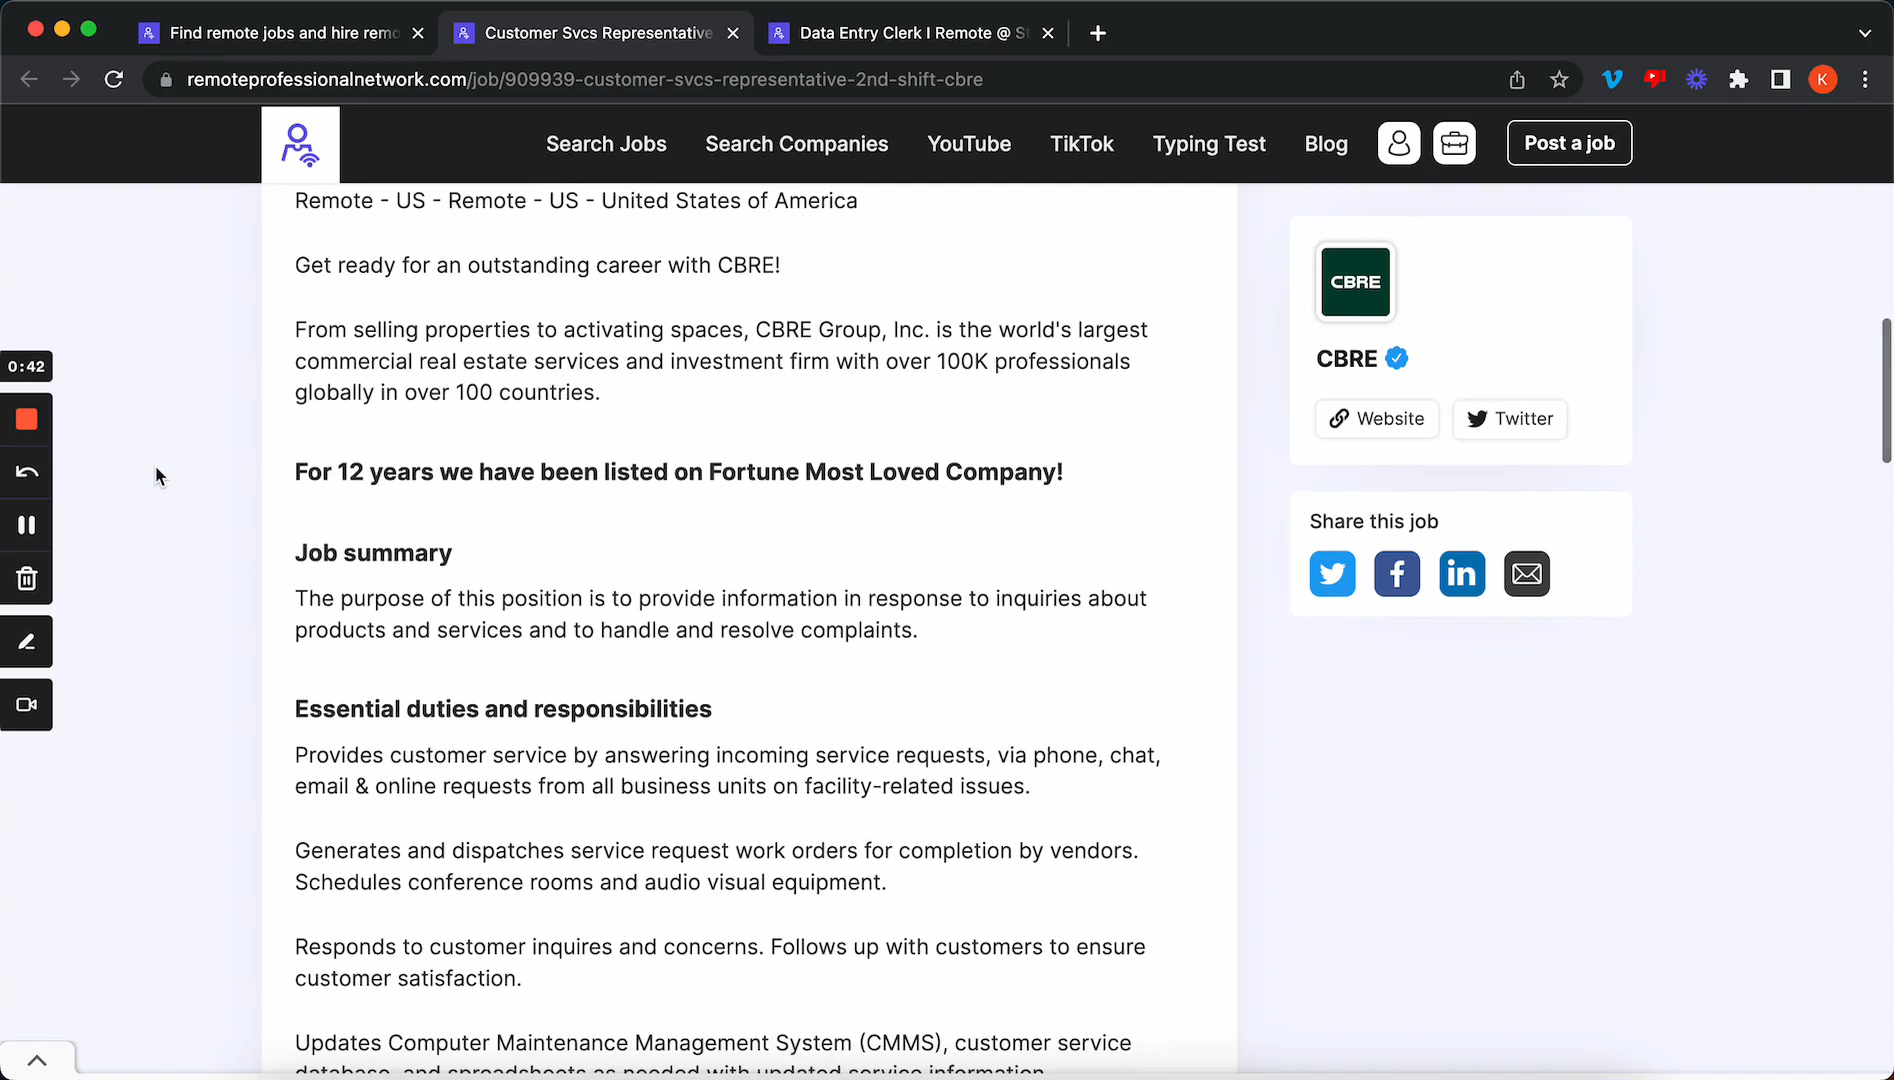 Find remote jobs and hire remo
Customer Svcs Representative
Data Entry Clerk I Remote @ St
remoteprofessionalnetwork.com/job/909939-customer-svcs-representative-2nd-shift-cbre
K
Search Jobs
Search Companies
YouTube
TikTok
Typing Test
Blog
Post a job
Remote - US - Remote - US - United States of America
Get ready for an outstanding career with CBRE!
From selling properties to activating spaces, CBRE Group, Inc. is the world's largest
commercial real estate services and investment firm with over 100K professionals
globally in over 100 countries.
For 12 years we have been listed on Fortune Most Loved Company!
Job summary
The purpose of this position is to provide information in response to inquiries about
products and services and to handle and resolve complaints.
Essential duties and responsibilities
Provides customer service by answering incoming service requests, via phone, chat,
email & online requests from all business units on facility-related issues.
Generates and dispatches service request work orders for completion by vendors.
Schedules conference rooms and audio visual equipment.
Responds to customer inquires and concerns. Follows up with customers to ensure
customer satisfaction.
Updates Computer Maintenance Management System (CMMS), customer service
database, and spreadsheets as needed with updated service information.
CBRE
CBRE
Website
Twitter
Share this job
0:42